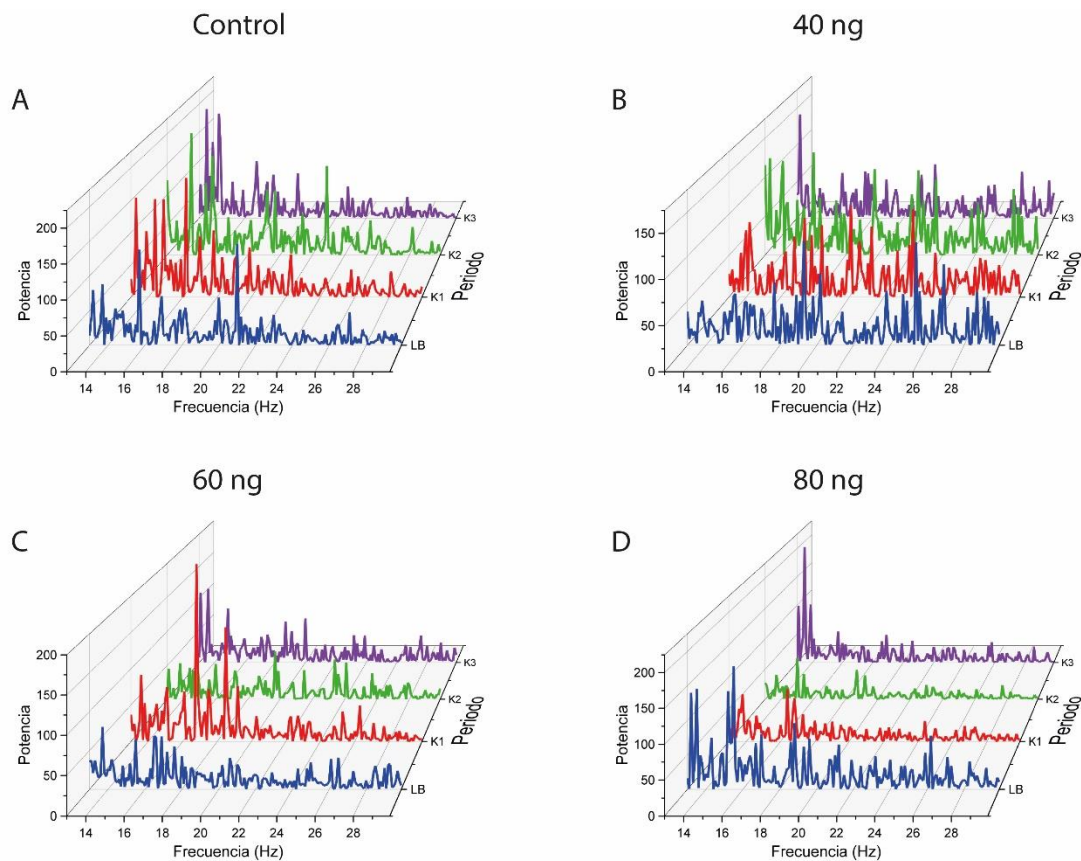 Control
A
Potencia
200
150
100
50
0
14 16 18 20 22 24 26 28
Frecuencia (Hz)
K3
K2
K1
LB
Periodo
40 ng
B
Potencia
150
100
50
0
14 16 18 20 22 24 26 28
Frecuencia (Hz)
K3
K2
K1
LB
Periodo
60 ng
C
Potencia
200
150
100
50
0
14 16 18 20 22 24 26 28
Frecuencia (Hz)
K3
K2
K1
LB
Periodo
80 ng
D
Potencia
200
150
100
50
0
14 16 18 20 22 24 26 28
Frecuencia (Hz)
K3
K2
K1
LB
Periodo